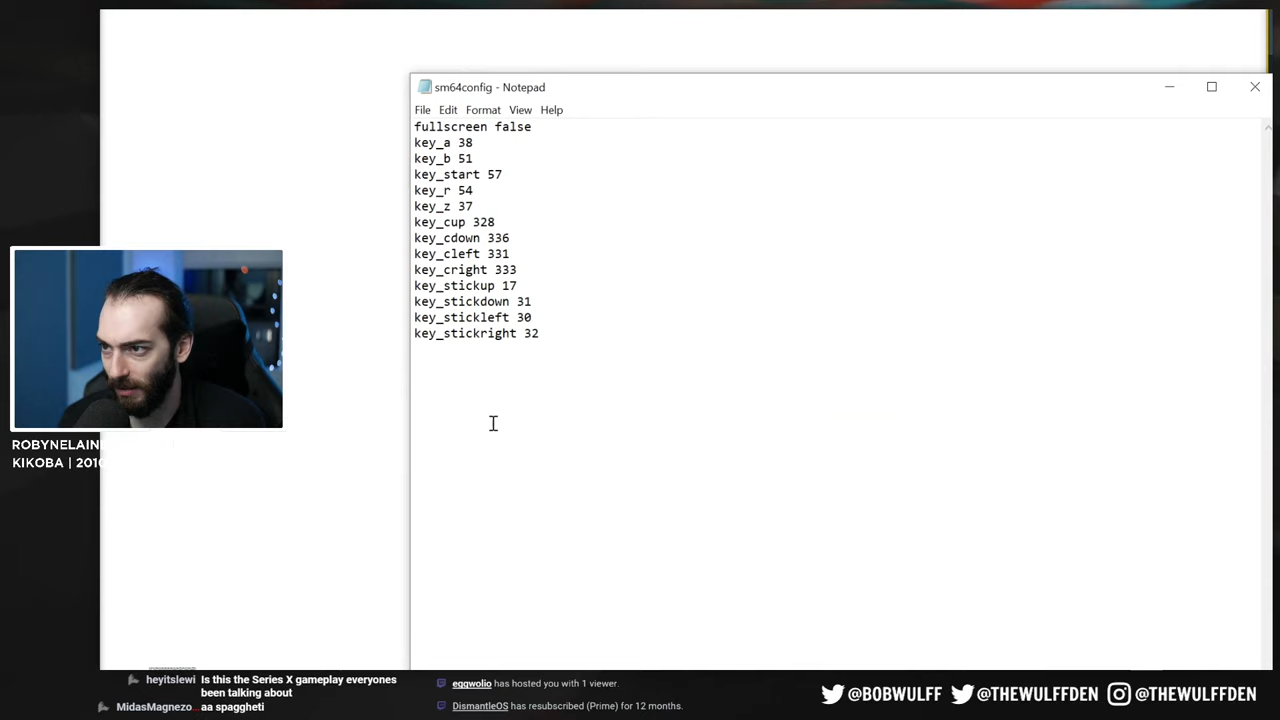 sm64config - Notepad
File Edit Format View Help
fullscreen false
key_a 38
key_b 51
key_start 57
key_r 54
key_z 37
key_cup 328
key_cdown 336
key_cleft 331
key_cright 333
key_stickup 17
key_stickdown 31
key_stickleft 30
key_stickright 32
ROBYNELAIN
KIKOBA | 2010
heyitslewi Is this the Series X gameplay everyones
been talking about
MidasMagnezo aa spaggheti
eggwolio has hosted you with 1 viewer.
DismantleOS has resubscribed (Prime) for 12 months.
@BOBWULFF @THEWULFFDEN @THEWULFFDEN